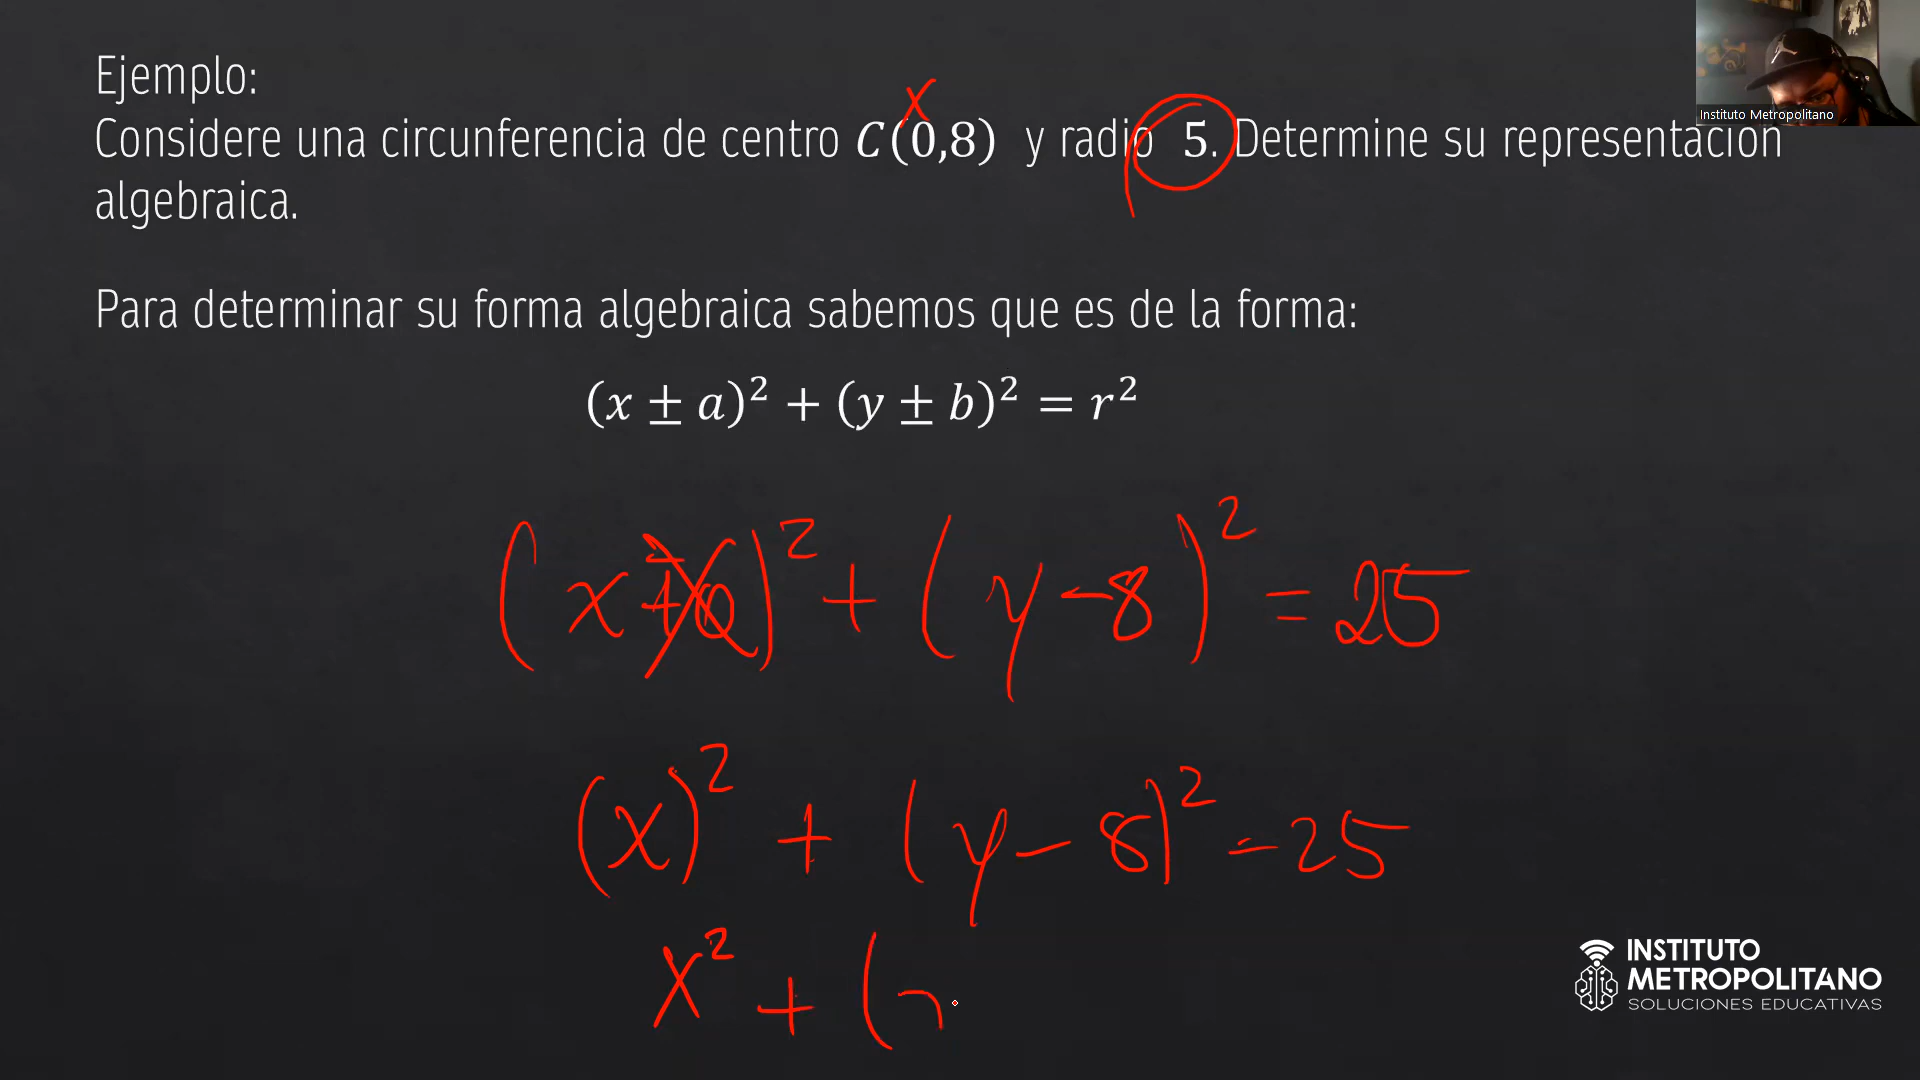 Ejemplo:
Considere una circunferencia de centro C(0,8) y radio 5. Determine su representación
algebraica.
Para determinar su forma algebraica sabemos que es de la forma:
(x ± a)² + (y ± b)² = r²
(x + 0)² + (y - 8)² = 25
(x)² + (y - 8)² = 25
x² + (
x
Instituto Metropolitano
INSTITUTO
METROPOLITANO
SOLUCIONES EDUCATIVAS